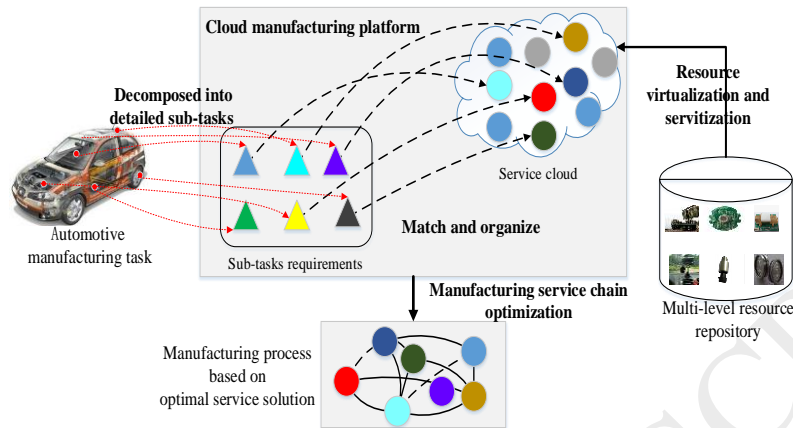 Cloud manufacturing platform
Decomposed into
detailed sub-tasks
Resource
virtualization and
servitization
Service cloud
Automotive
manufacturing task
Match and organize
Sub-tasks requirements
Manufacturing service chain
optimization
Multi-level resource
repository
Manufacturing process
based on
optimal service solution